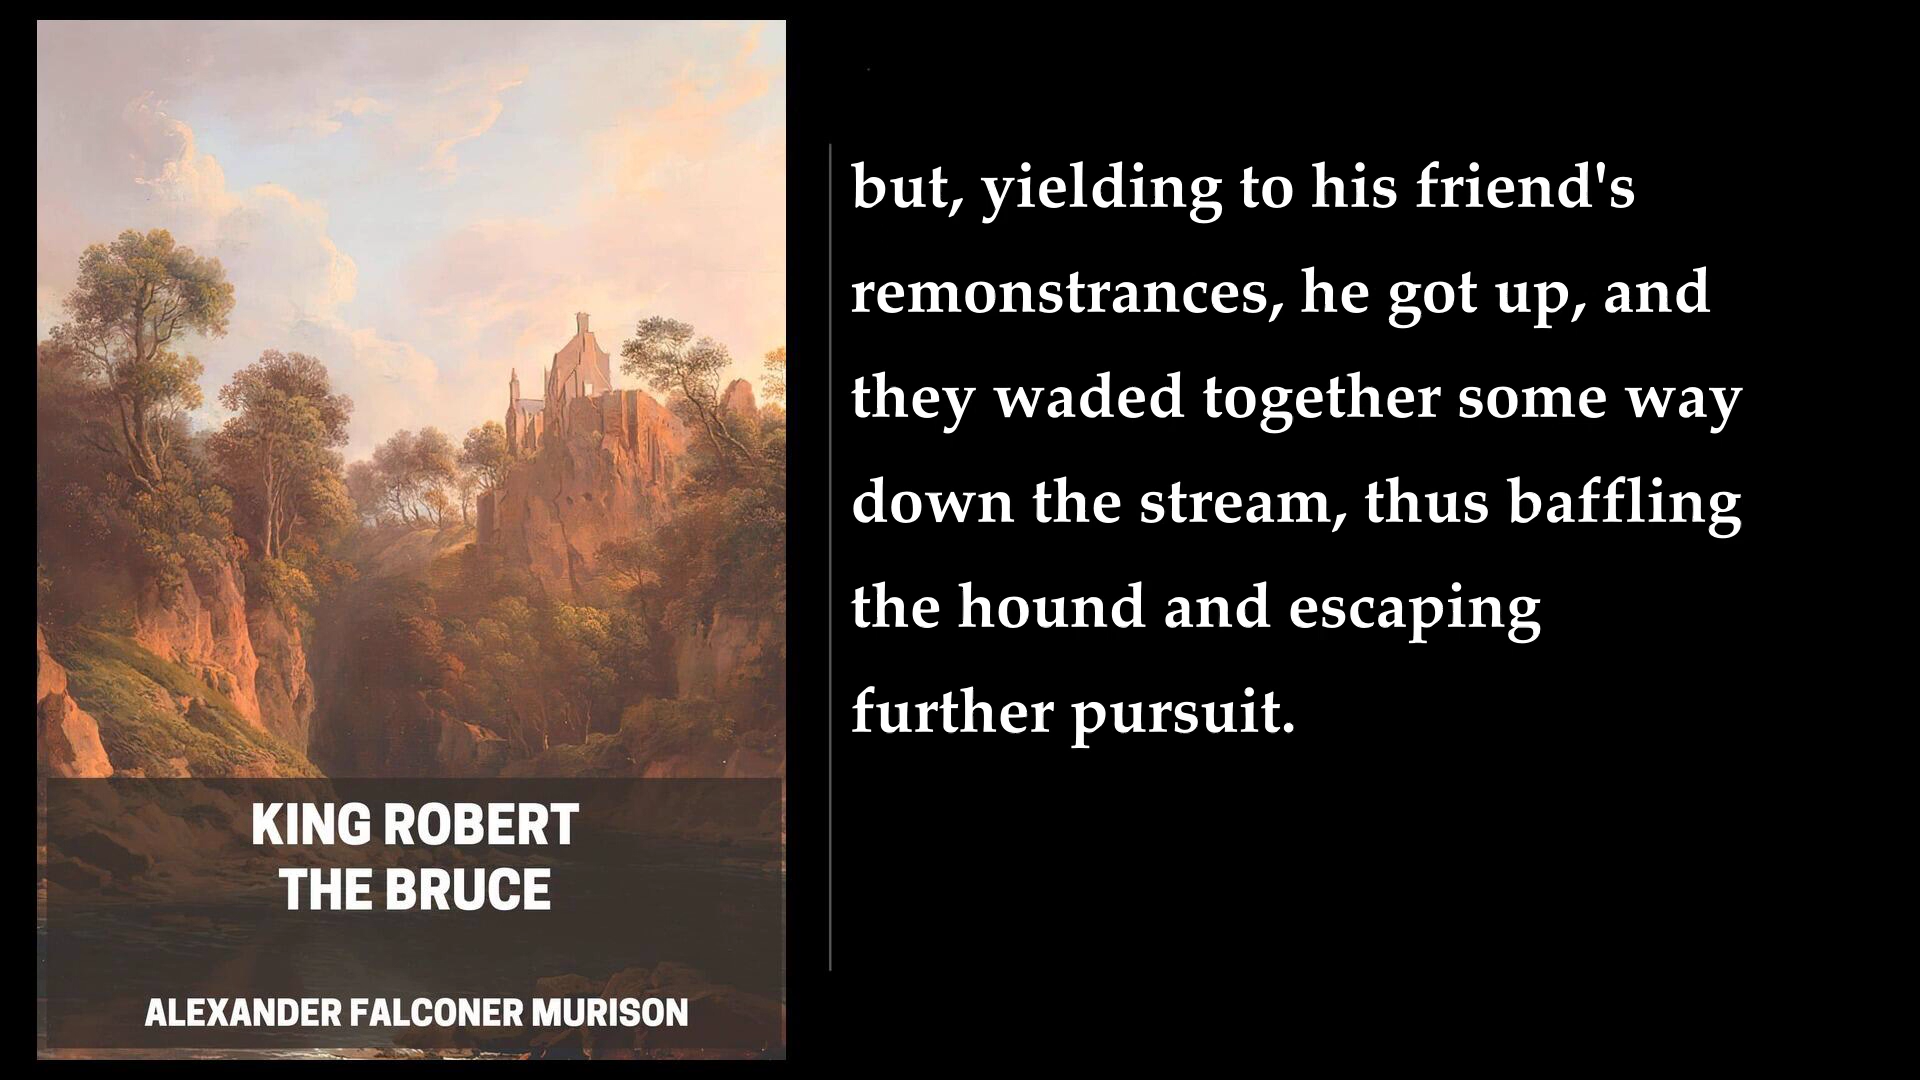 KING ROBERT
THE BRUCE
ALEXANDER FALCONER MURISON
but, yielding to his friend's
remonstrances, he got up, and
they waded together some way
down the stream, thus baffling
the hound and escaping
further pursuit.